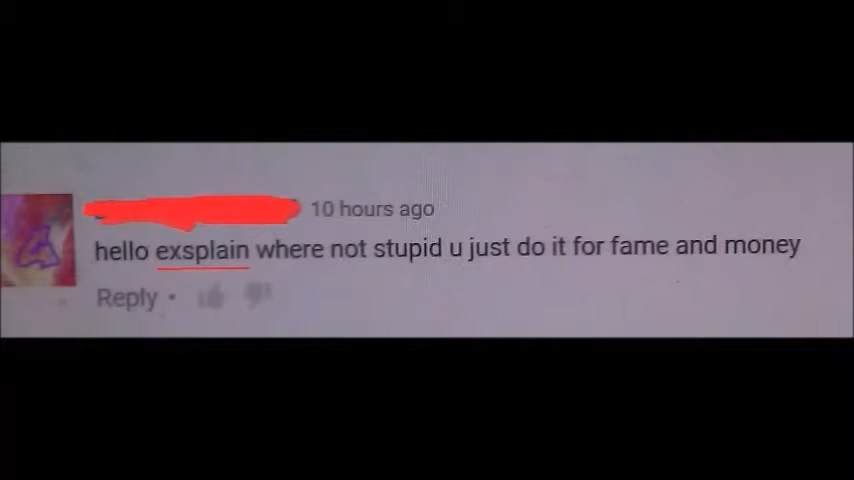 10 hours ago
hello exsplain where not stupid u just do it for fame and money
Reply •